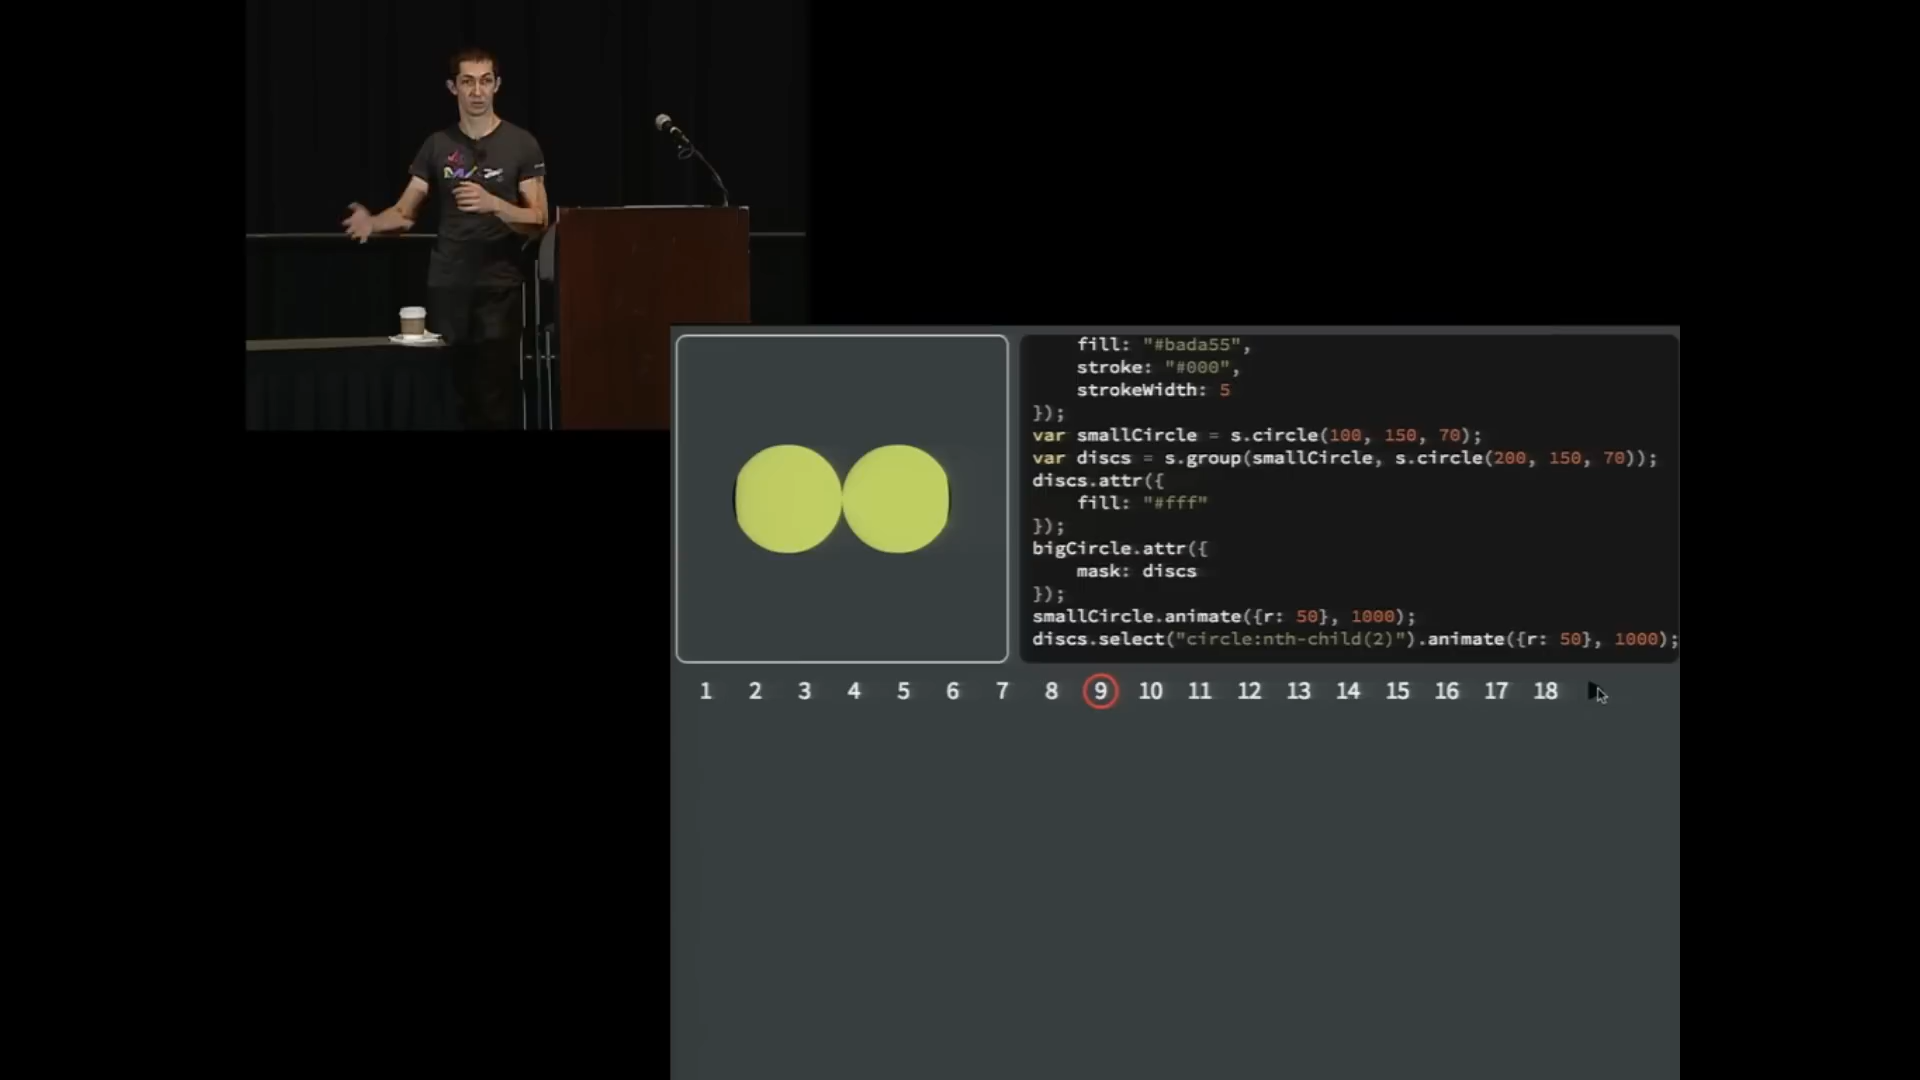 fill: "#bada55",
stroke: "#000",
strokeWidth: 5
});
var smallCircle = s.circle(100, 150, 70);
var discs = s.group(smallCircle, s.circle(200, 150, 70));
discs.attr({
fill: "#fff"
});
bigCircle.attr({
mask: discs
});
smallCircle.animate({r: 50}, 1000);
discs.select("circle:nth-child(2)").animate({r: 50}, 1000);
1 2 3 4 5 6 7 8 9 10 11 12 13 14 15 16 17 18